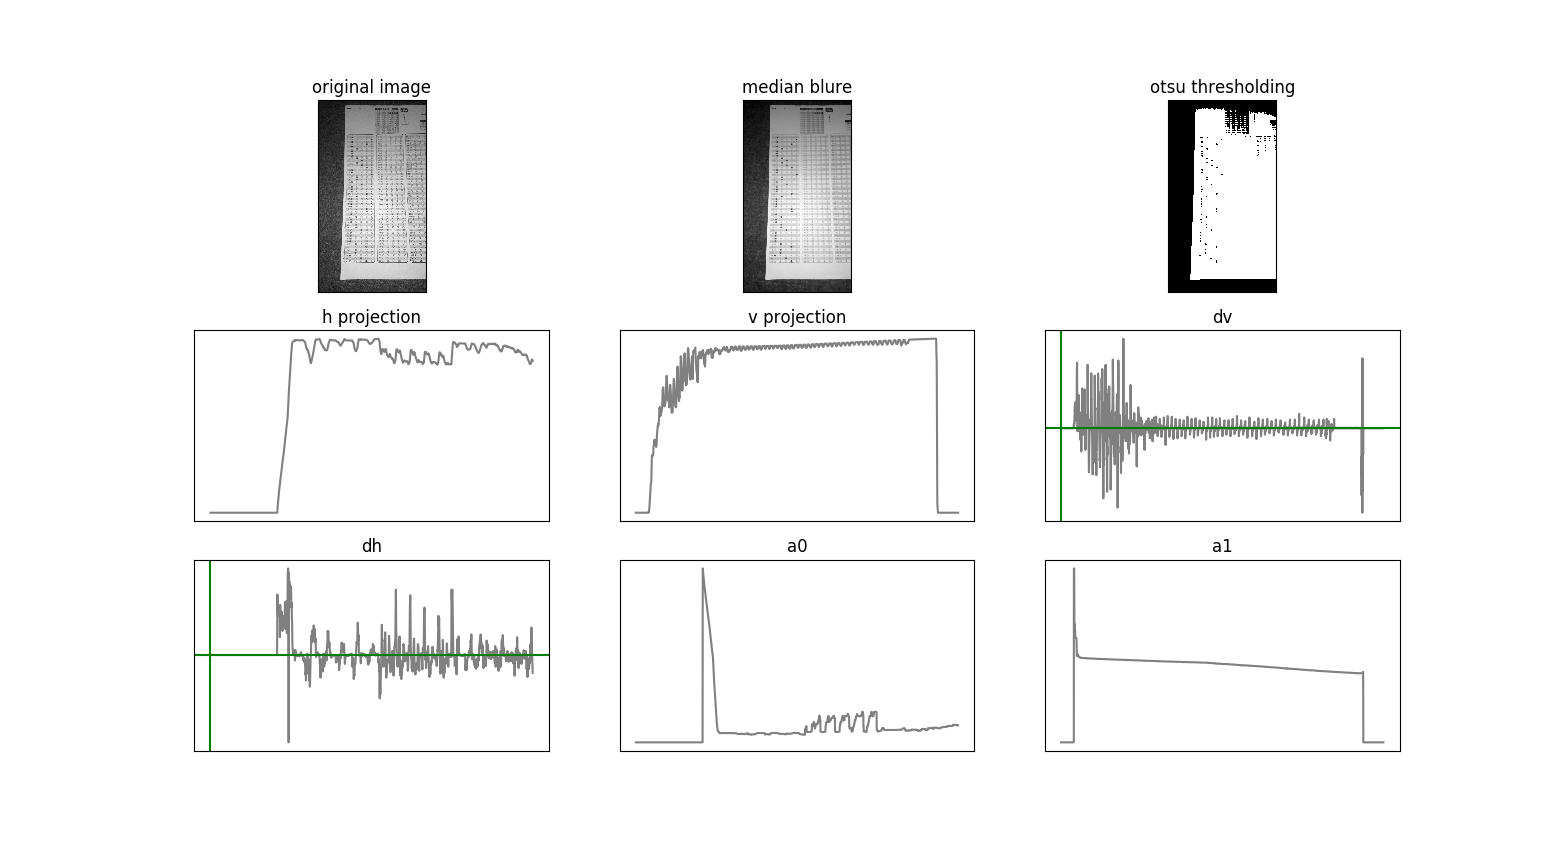 original image
median blure
otsu thresholding
h projection
v projection
dv
dh
a0
a1